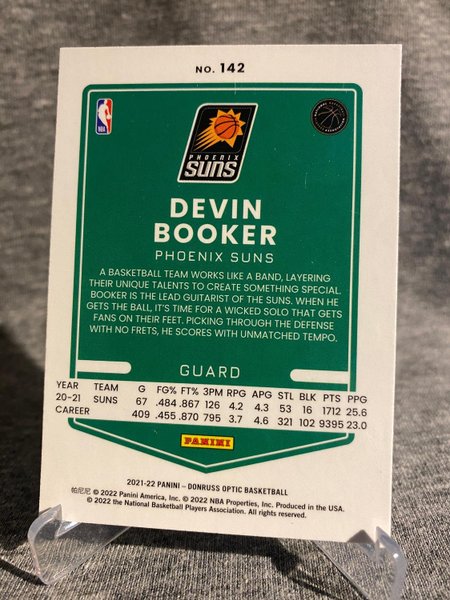 NO. 142
NBA
PHOENIX
SUNS
DEVIN
BOOKER
PHOENIX SUNS
A BASKETBALL TEAM WORKS LIKE A BAND, LAYERING
THEIR UNIQUE TALENTS TO CREATE SOMETHING SPECIAL.
BOOKER IS THE LEAD GUITARIST OF THE SUNS. WHEN HE
GETS THE BALL, IT'S TIME FOR A WICKED SOLO THAT GETS
FANS ON THEIR FEET. PICKING THROUGH THE DEFENSE
WITH NO FRETS, HE SCORES WITH UNMATCHED TEMPO.
GUARD
YEAR TEAM G FG% FT% 3PM RPG APG STL BLK PTS PPG
20-21 SUNS 67 .484 .867 126 4.2 4.3 53 16 1712 25.6
CAREER 409 .455 .870 795 3.7 4.6 321 102 9395 23.0
PANINI
2021-22 PANINI – DONRUSS OPTIC BASKETBALL
帕尼尼 © 2022 Panini America, Inc. © 2022 NBA Properties, Inc. Produced in the USA.
© 2022 the National Basketball Players Association. All rights reserved.